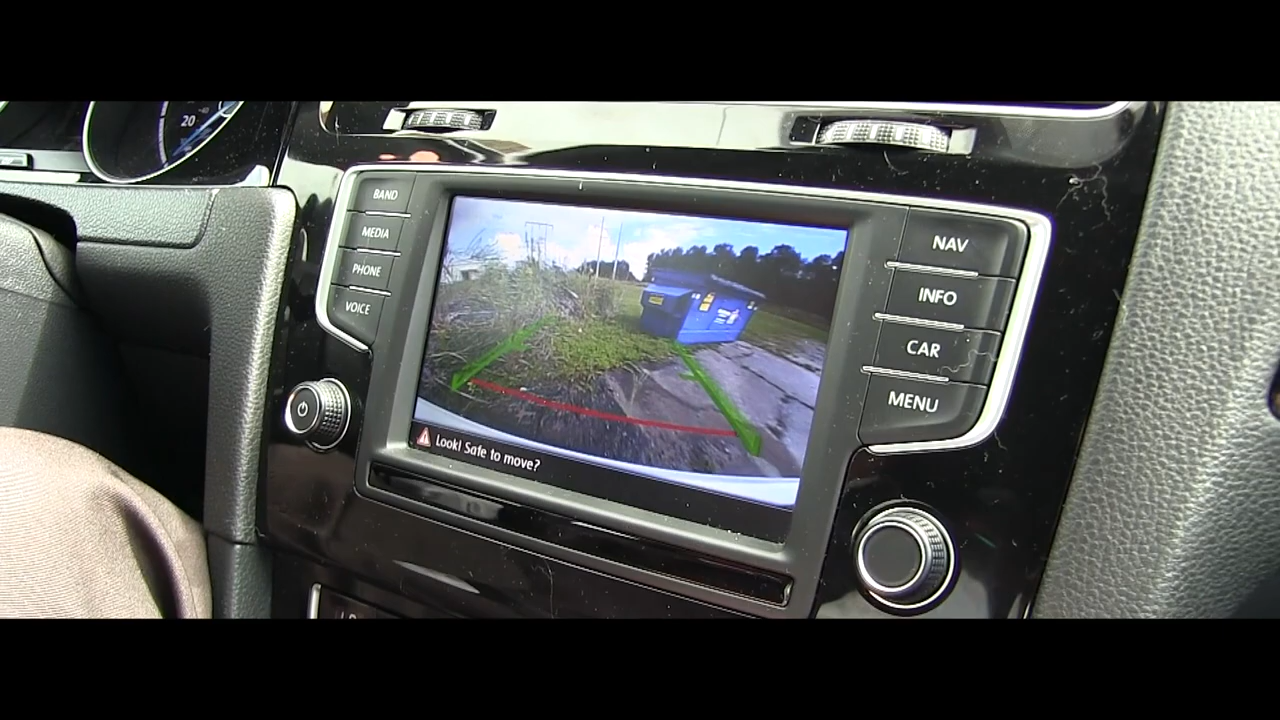 20
BAND
MEDIA
PHONE
VOICE
NAV
INFO
CAR
MENU
Look! Safe to move?